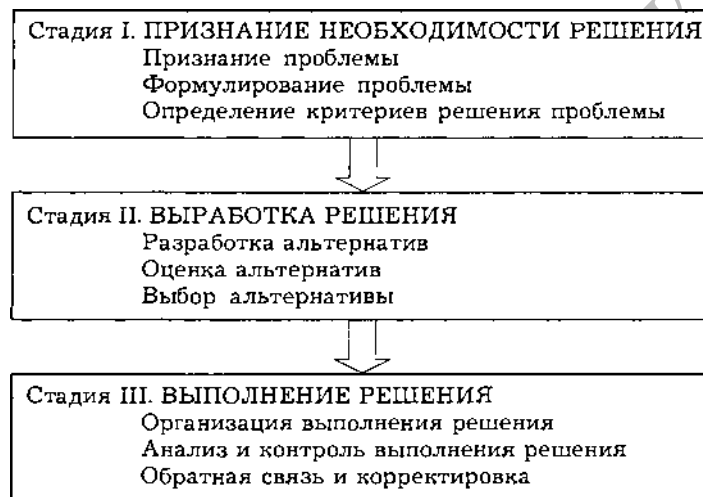 Стадия I. ПРИЗНАНИЕ НЕОБХОДИМОСТИ РЕШЕНИЯ
Признание проблемы
Формулирование проблемы
Определение критериев решения проблемы
Стадия II. ВЫРАБОТКА РЕШЕНИЯ
Разработка альтернатив
Оценка альтернатив
Выбор альтернативы
Стадия III. ВЫПОЛНЕНИЕ РЕШЕНИЯ
Организация выполнения решения
Анализ и контроль выполнения решения
Обратная связь и корректировка